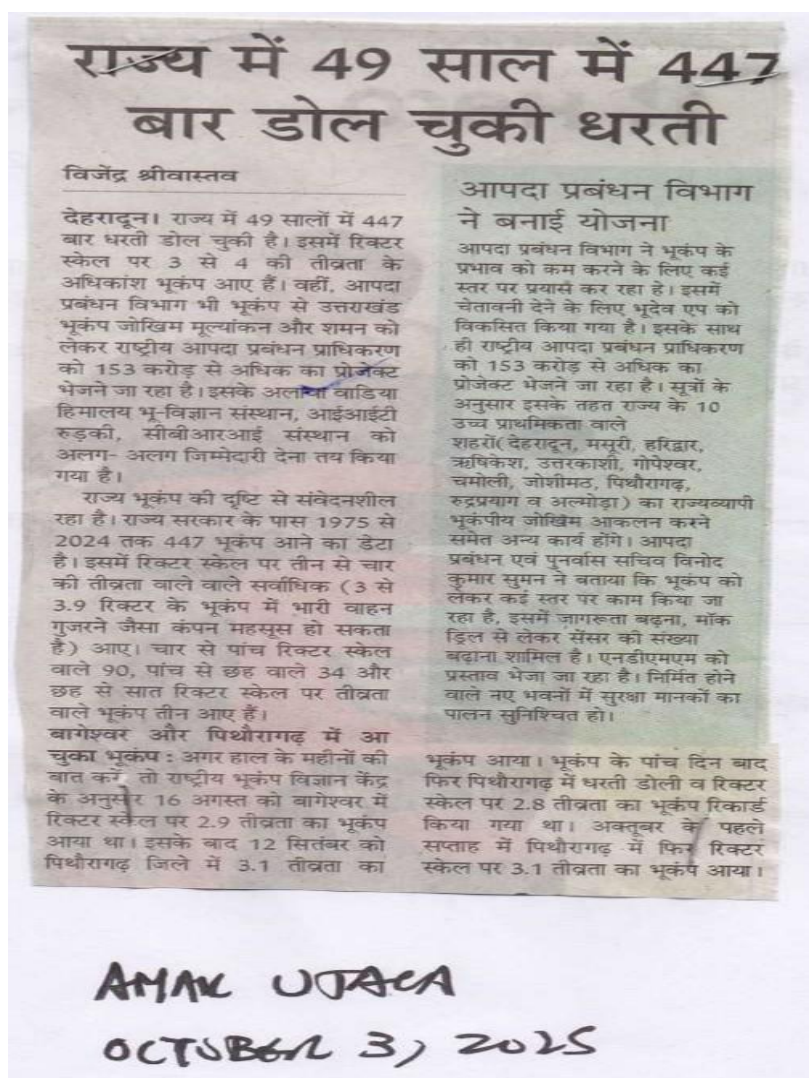 राज्य में 49 साल में 447
बार डोल चुकी धरती
विजेंद्र श्रीवास्तव
देहरादून। राज्य में 49 सालों में 447
बार धरती डोल चुकी है। इसमें रिक्टर
स्केल पर 3 से 4 की तीव्रता के
अधिकांश भूकंप आए हैं। वहीं, आपदा
प्रबंधन विभाग भी भूकंप से उत्तराखंड
भूकंप जोखिम मूल्यांकन और शमन को
लेकर राष्ट्रीय आपदा प्रबंधन प्राधिकरण
को 153 करोड़ से अधिक का प्रोजेक्ट
भेजने जा रहा है। इसके अलावा वाडिया
हिमालय भू-विज्ञान संस्थान, आईआईटी
रुड़की, सीबीआरआई संस्थान को
अलग- अलग जिम्मेदारी देना तय किया
गया है।
राज्य भूकंप की दृष्टि से संवेदनशील
रहा है। राज्य सरकार के पास 1975 से
2024 तक 447 भूकंप आने का डेटा
है। इसमें रिक्टर स्केल पर तीन से चार
की तीव्रता वाले वाले सर्वाधिक (3 से
3.9 रिक्टर के भूकंप में भारी वाहन
गुजरने जैसा कंपन महसूस हो सकता
है) आए। चार से पांच रिक्टर स्केल
वाले 90, पांच से छह वाले 34 और
छह से सात रिक्टर स्केल पर तीव्रता
वाले भूकंप तीन आए हैं।
बागेश्वर और पिथौरागढ़ में आ
चुका भूकंप : अगर हाल के महीनों की
बात करें तो राष्ट्रीय भूकंप विज्ञान केंद्र
के अनुसार 16 अगस्त को बागेश्वर में
रिक्टर स्केल पर 2.9 तीव्रता का भूकंप
आया था। इसके बाद 12 सितंबर को
पिथौरागढ़ जिले में 3.1 तीव्रता का
भूकंप आया। भूकंप के पांच दिन बाद
फिर पिथौरागढ़ में धरती डोली व रिक्टर
स्केल पर 2.8 तीव्रता का भूकंप रिकार्ड
किया गया था। अक्तूबर के पहले
सप्ताह में पिथौरागढ़ में फिर रिक्टर
स्केल पर 3.1 तीव्रता का भूकंप आया।
आपदा प्रबंधन विभाग
ने बनाई योजना
आपदा प्रबंधन विभाग ने भूकंप के
प्रभाव को कम करने के लिए कई
स्तर पर प्रयास कर रहा हे। इसमें
चेतावनी देने के लिए भूदेव एप को
विकसित किया गया है। इसके साथ
ही राष्ट्रीय आपदा प्रबंधन प्राधिकरण
को 153 करोड़ से अधिक का
प्रोजेक्ट भेजने जा रहा है। सूत्रों के
अनुसार इसके तहत राज्य के 10
उच्च प्राथमिकता वाले
शहरों( देहरादून, मसूरी, हरिद्वार,
ऋषिकेश, उत्तरकाशी, गोपेश्वर,
चमोली, जोशीमठ, पिथौरागढ़,
रुद्रप्रयाग व अल्मोड़ा) का राज्यव्यापी
भूकंपीय जोखिम आकलन करने
समेत अन्य कार्य होंगे। आपदा
प्रबंधन एवं पुनर्वास सचिव विनोद
कुमार सुमन ने बताया कि भूकंप को
लेकर कई स्तर पर काम किया जा
रहा है, इसमें जागरूता बढ़ना, मॉक
ड्रिल से लेकर सेंसर की संख्या
बढ़ाना शामिल है। एनडीएमएम को
प्रस्ताव भेजा जा रहा है। निर्मित होने
वाले नए भवनों में सुरक्षा मानकों का
पालन सुनिश्चित हो।
AMAR UJALA
OCTOBER 3, 2025